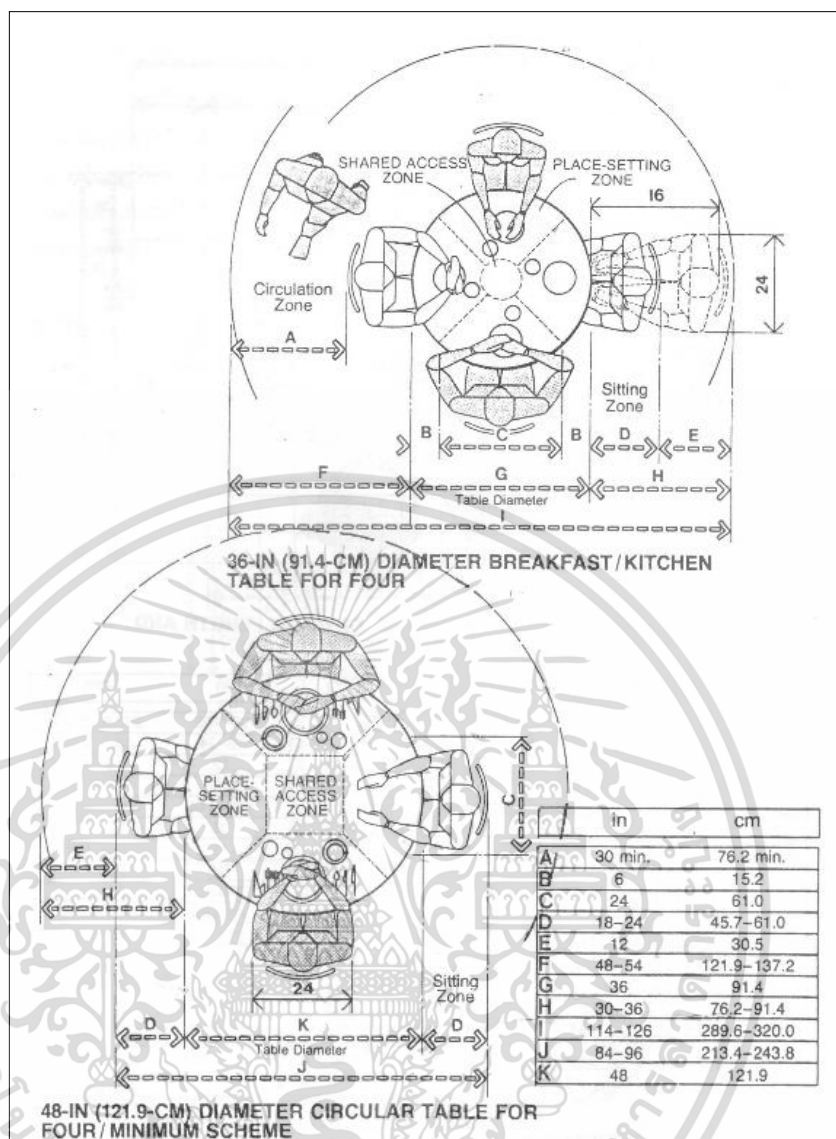 SHARED ACCESS
ZONE
PLACE-SETTING
ZONE
16
24
Circulation
Zone
A
Sitting
Zone
B
C
B
D
E
F
G
H
Table Diameter
I
36-IN (91.4-CM) DIAMETER BREAKFAST/KITCHEN
TABLE FOR FOUR
PLACE-
SETTING
ZONE
SHARED
ACCESS
ZONE
C
E
H
24
Sitting
Zone
D
K
D
Table Diameter
J
48-IN (121.9-CM) DIAMETER CIRCULAR TABLE FOR
FOUR/MINIMUM SCHEME
in cm
A 30 min. 76.2 min.
B 6 15.2
C 24 61.0
D 18–24 45.7–61.0
E 12 30.5
F 48–54 121.9–137.2
G 36 91.4
H 30–36 76.2–91.4
I 114–126 289.6–320.0
J 84–96 213.4–243.8
K 48 121.9